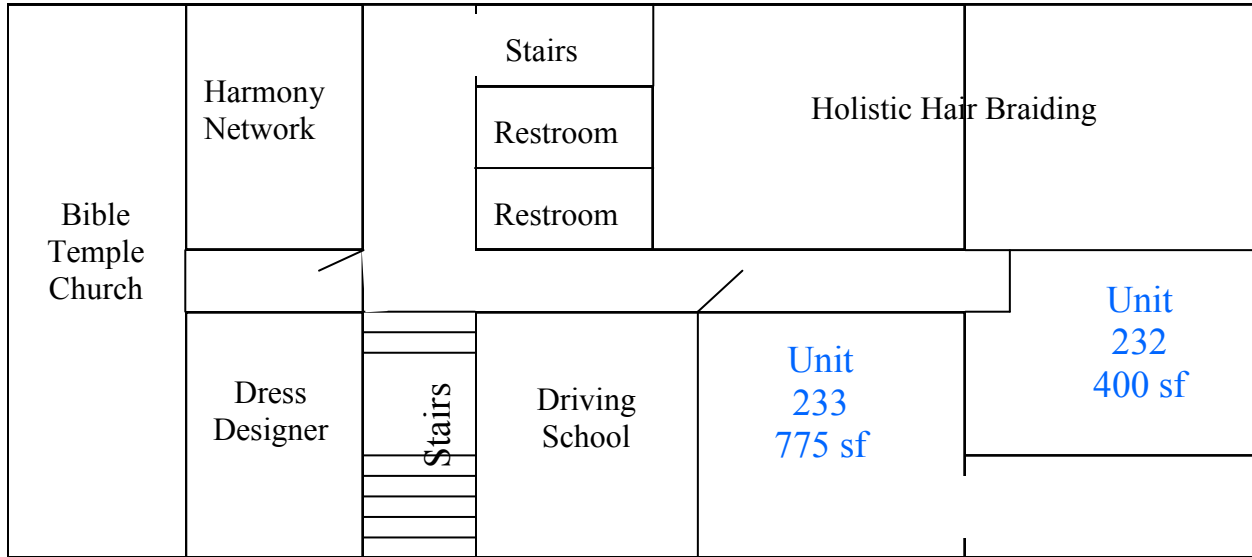 Stairs
Harmony
Network
Restroom
Holistic Hair Braiding
Restroom
Bible
Temple
Church
Dress
Designer
Stairs
Driving
School
Unit
233
775 sf
Unit
232
400 sf